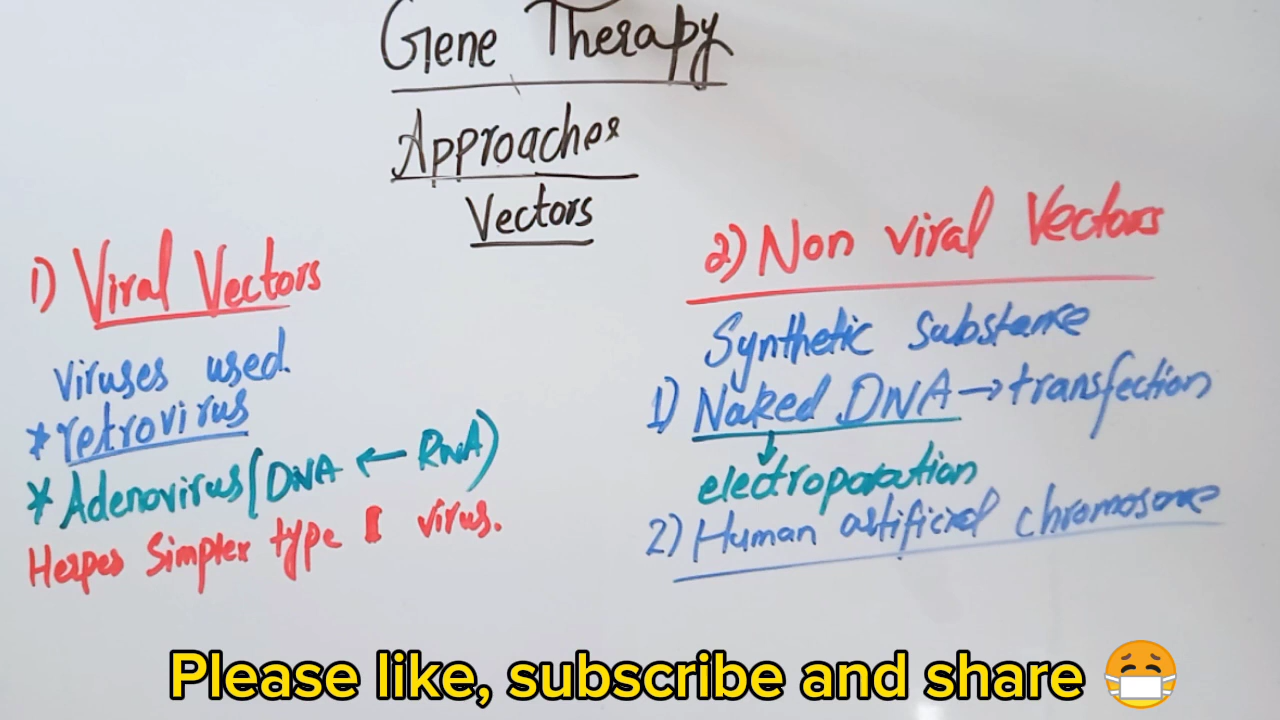 Gene Therapy
Approaches
Vectors
1) Viral Vectors
Viruses used.
* retrovirus
* Adenovirus (DNA ← RNA)
Herpes Simplex type I virus.
2) Non viral Vectors
Synthetic substance
1) Naked DNA → transfection
↓
electroporation
2) Human artificial chromosome
Please like, subscribe and share 😷